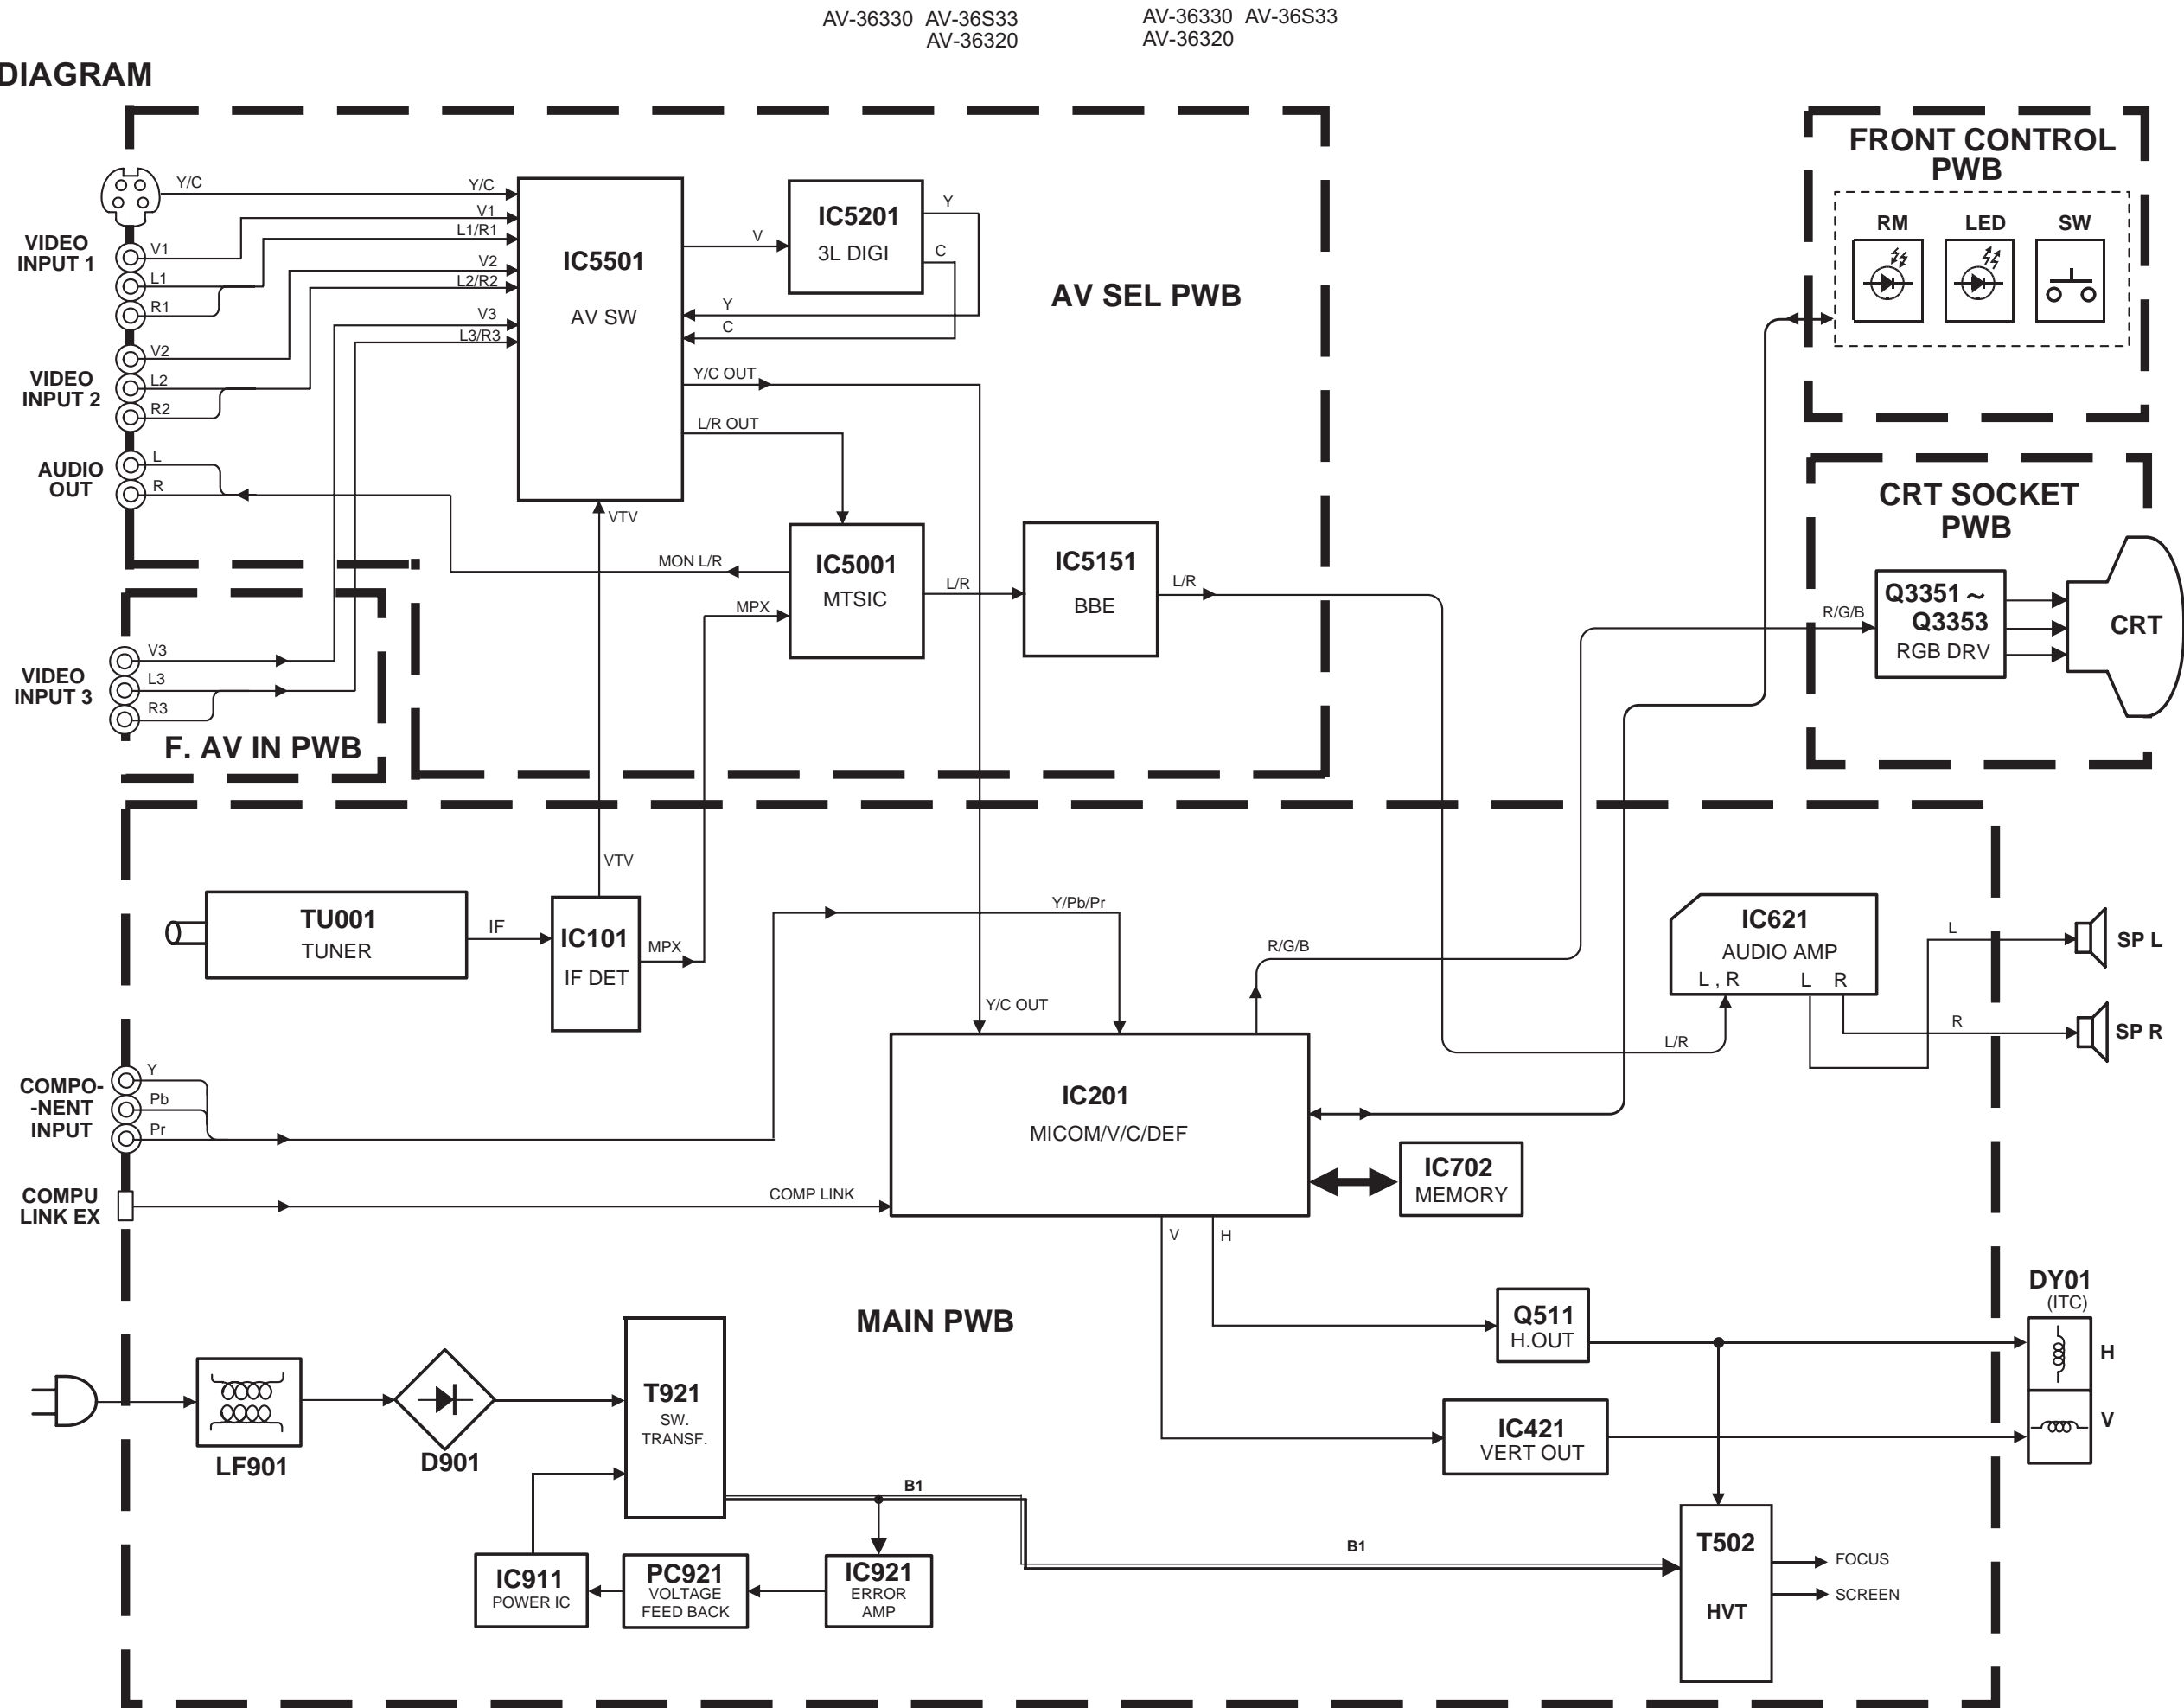 AV-36330 AV-36S33
AV-36320
AV-36330 AV-36S33
AV-36320
DIAGRAM
Y/C
Y/C
V1
L1/R1
V2
L2/R2
V3
L3/R3
VIDEO
INPUT 1
V1
L1
R1
VIDEO
INPUT 2
V2
L2
R2
AUDIO
OUT
L
R
IC5501
AV SW
V
IC5201
3L DIGI
Y
C
Y
C
Y/C OUT
L/R OUT
AV SEL PWB
VTV
MON L/R
MPX
IC5001
MTSIC
L/R
IC5151
BBE
L/R
VIDEO
INPUT 3
V3
L3
R3
F. AV IN PWB
FRONT CONTROL
PWB
RM
LED
SW
CRT SOCKET
PWB
R/G/B
Q3351 ~
Q3353
RGB DRV
CRT
VTV
TU001
TUNER
IF
IC101
IF DET
MPX
Y/Pb/Pr
Y/C OUT
R/G/B
L/R
IC621
AUDIO AMP
L , R
L
R
L
SP L
R
SP R
COMPO-
-NENT
INPUT
Y
Pb
Pr
COMPU
LINK EX
COMP LINK
IC201
MICOM/V/C/DEF
IC702
MEMORY
V
H
MAIN PWB
Q511
H.OUT
IC421
VERT OUT
DY01
(ITC)
H
V
LF901
D901
T921
SW.
TRANSF.
B1
B1
IC911
POWER IC
PC921
VOLTAGE
FEED BACK
IC921
ERROR
AMP
T502
HVT
FOCUS
SCREEN